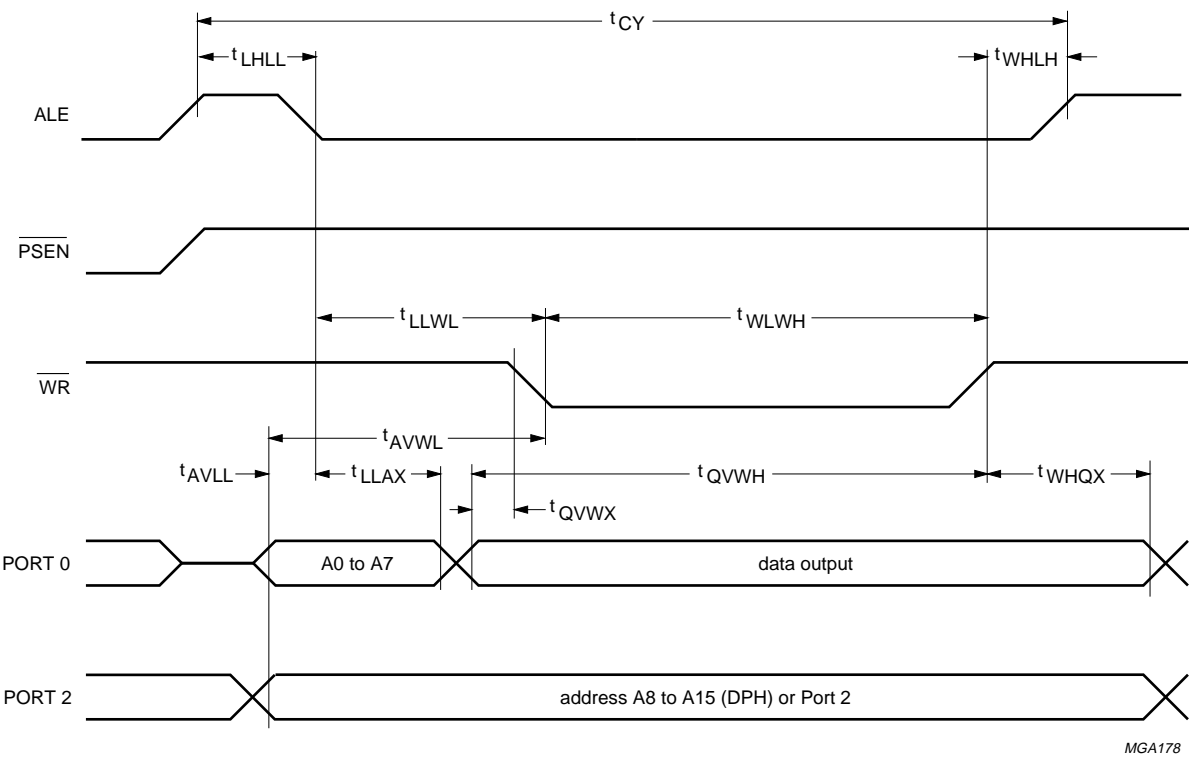 tCY
tLHLL
tWHLH
ALE
PSEN
tLLWL
tWLWH
WR
tAVWL
tAVLL
tLLAX
tQVWH
tWHQX
tQVWX
PORT 0
A0 to A7
data output
PORT 2
address A8 to A15 (DPH) or Port 2
MGA178